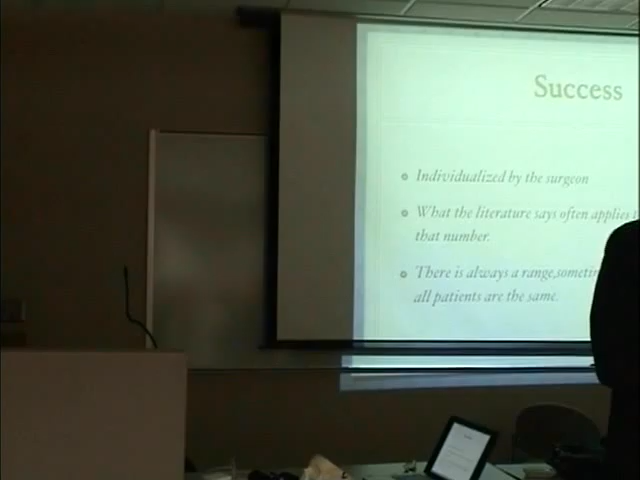 Success
Individualized by the surgeon
What the literature says often applies
that number.
There is always a range,
all patients are the same.